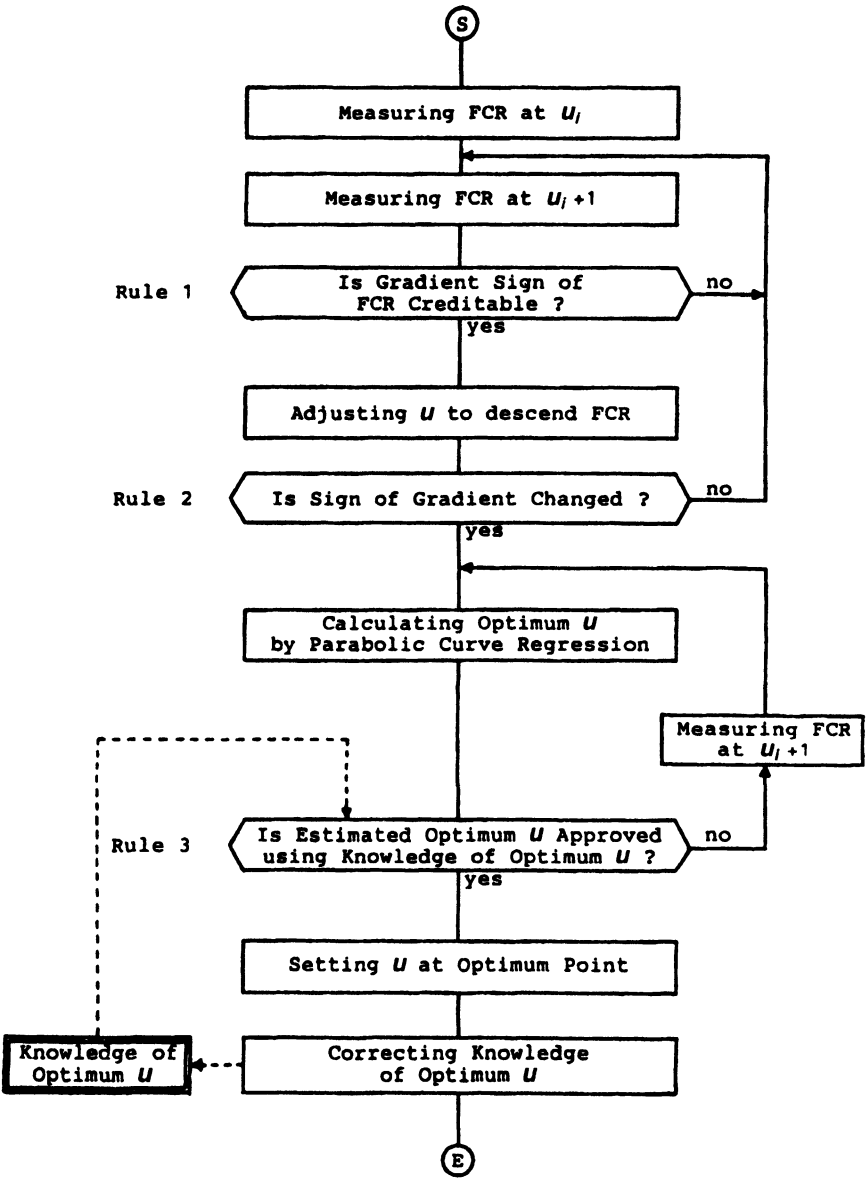 S
Measuring FCR at uᵢ
Measuring FCR at uᵢ +1
Rule 1
Is Gradient Sign of
FCR Creditable ?
no
yes
Adjusting u to descend FCR
Rule 2
Is Sign of Gradient Changed ?
no
yes
Calculating Optimum u
by Parabolic Curve Regression
Measuring FCR
at uᵢ +1
Rule 3
Is Estimated Optimum u Approved
using Knowledge of Optimum u ?
no
yes
Setting u at Optimum Point
Knowledge of
Optimum u
Correcting Knowledge
of Optimum u
E